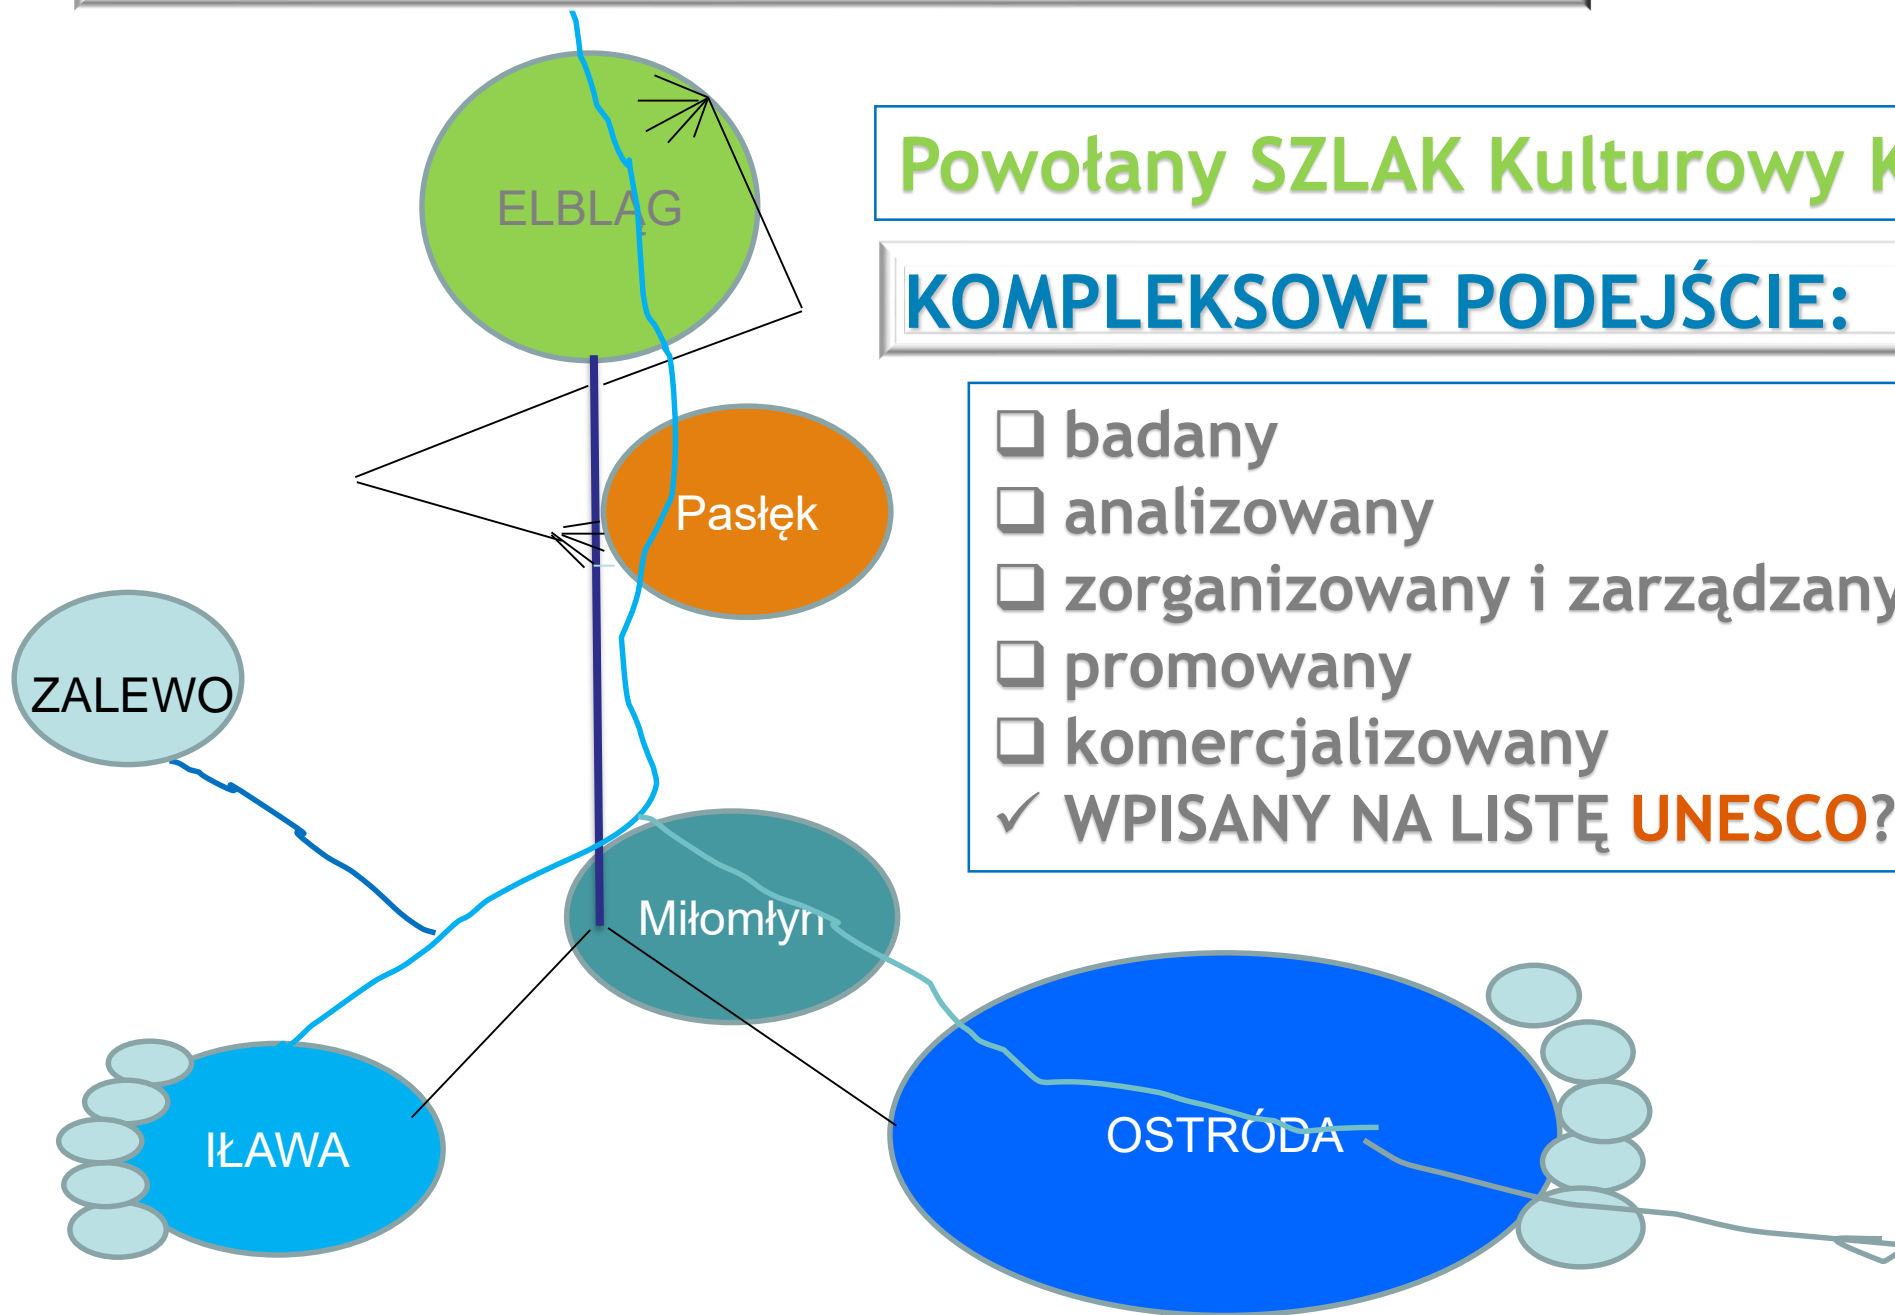 ELBLĄG
Powołany SZLAK Kulturowy
KOMPLEKSOWE PODEJŚCIE:
❑ badany
❑ analizowany
❑ zorganizowany i zarządzany
❑ promowany
❑ komercjalizowany
✓ WPISANY NA LISTĘ UNESCO?
Pasłęk
ZALEWO
Miłomłyn
IŁAWA
OSTRÓDA